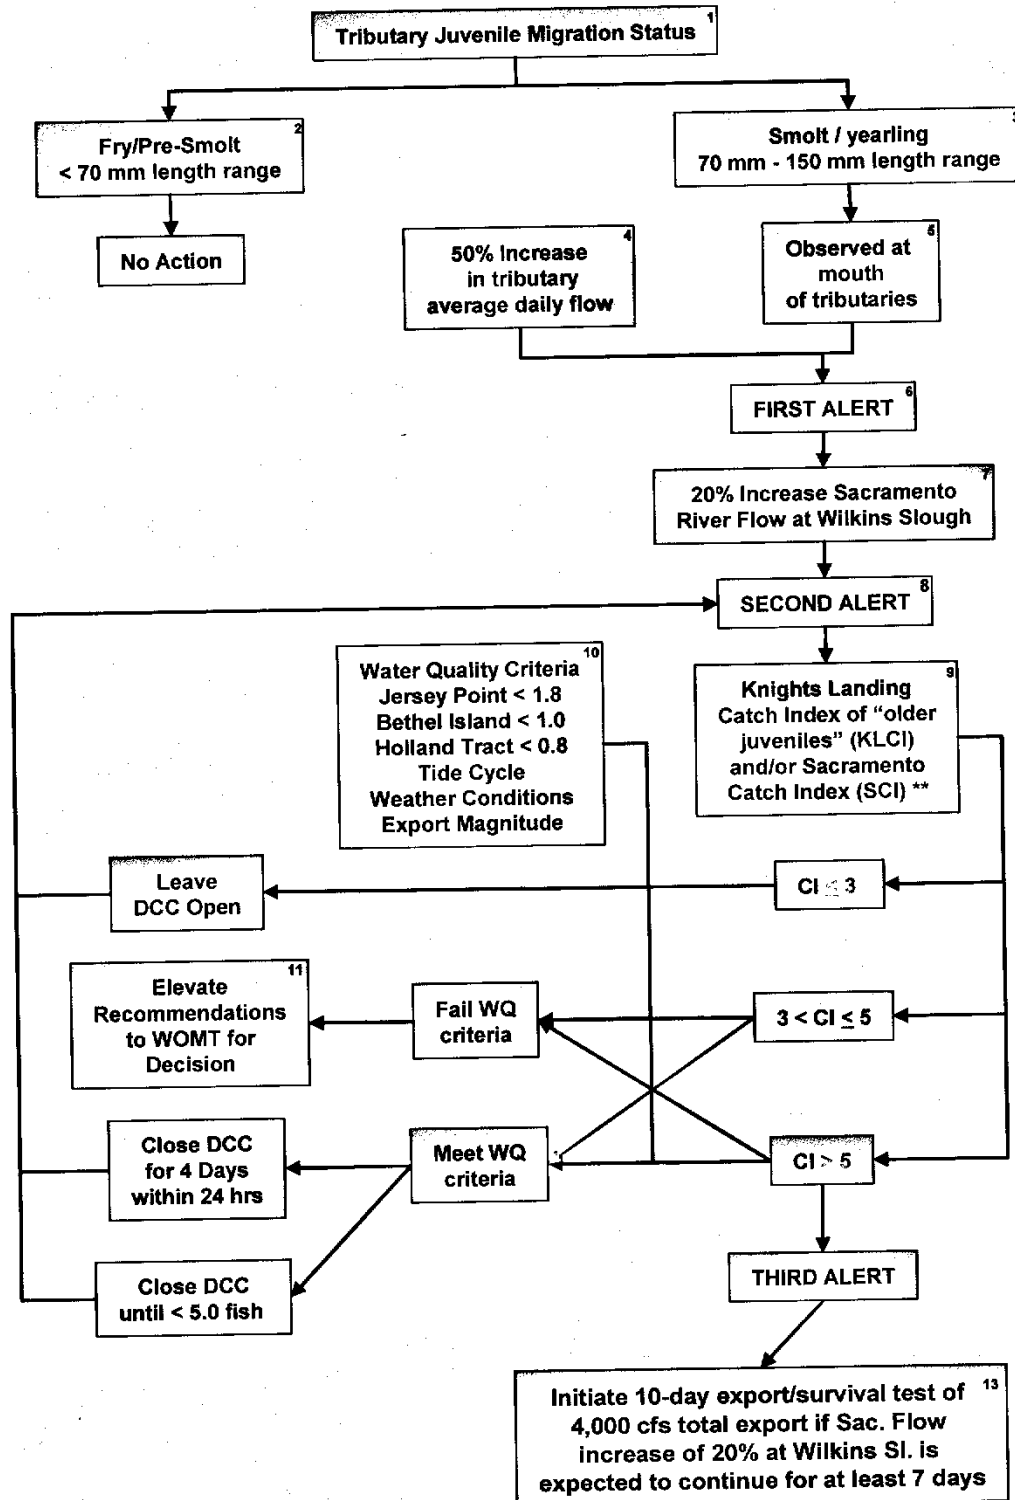 1
Tributary Juvenile Migration Status
2
Fry/Pre-Smolt
< 70 mm length range
3
Smolt / yearling
70 mm - 150 mm length range
No Action
4
50% Increase
in tributary
average daily flow
5
Observed at
mouth
of tributaries
6
FIRST ALERT
7
20% Increase Sacramento
River Flow at Wilkins Slough
8
SECOND ALERT
10
Water Quality Criteria
Jersey Point < 1.8
Bethel Island < 1.0
Holland Tract < 0.8
Tide Cycle
Weather Conditions
Export Magnitude
9
Knights Landing
Catch Index of “older
juveniles” (KLCI)
and/or Sacramento
Catch Index (SCI) **
Leave
DCC Open
CI ≤ 3
11
Elevate
Recommendations
to WOMT for
Decision
Fail WQ
criteria
3 < CI ≤ 5
Close DCC
for 4 Days
within 24 hrs
Meet WQ
criteria
CI > 5
Close DCC
until < 5.0 fish
THIRD ALERT
13
Initiate 10-day export/survival test of
4,000 cfs total export if Sac. Flow
increase of 20% at Wilkins Sl. is
expected to continue for at least 7 days